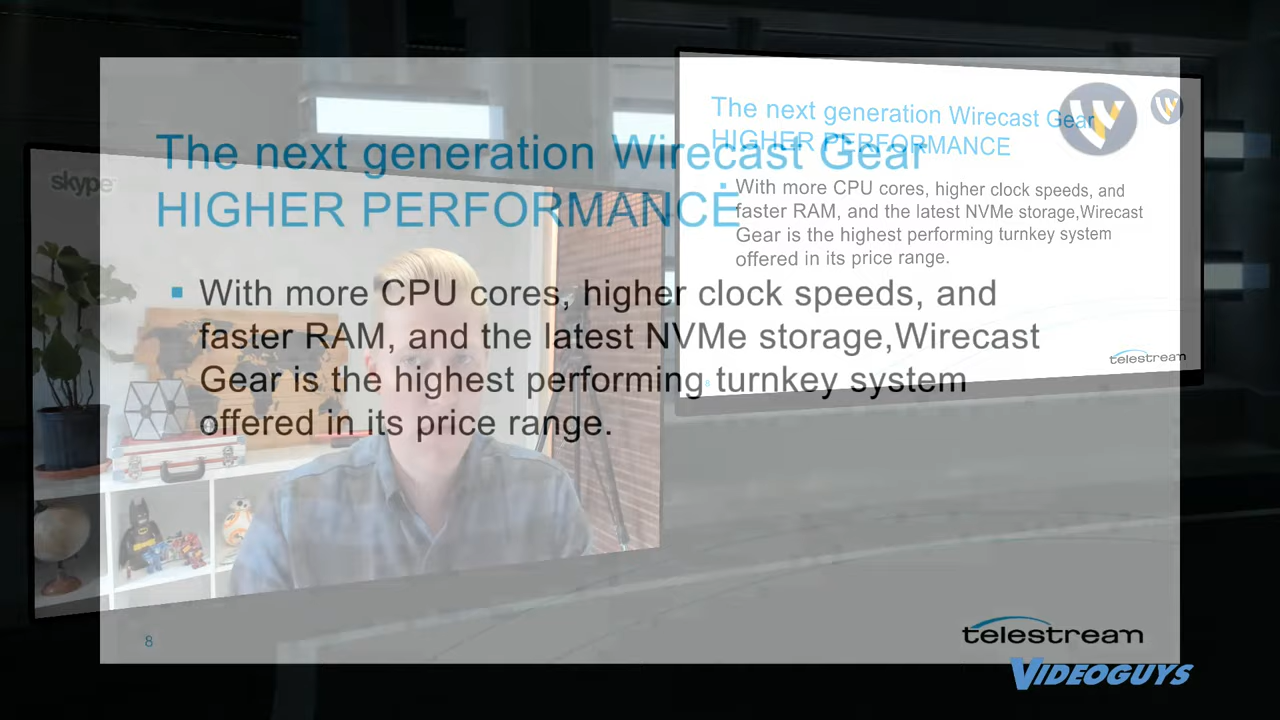 The next generation Wirecast Gear
HIGHER PERFORMANCE
With more CPU cores, higher clock speeds, and
faster RAM, and the latest NVMe storage,Wirecast
Gear is the highest performing turnkey system
offered in its price range.
8
telestream
VIDEOGUYS
skype
The next generation Wirecast Gear
HIGHER PERFORMANCE
With more CPU cores, higher clock speeds, and
faster RAM, and the latest NVMe storage,Wirecast
Gear is the highest performing turnkey system
offered in its price range.
8
telestream